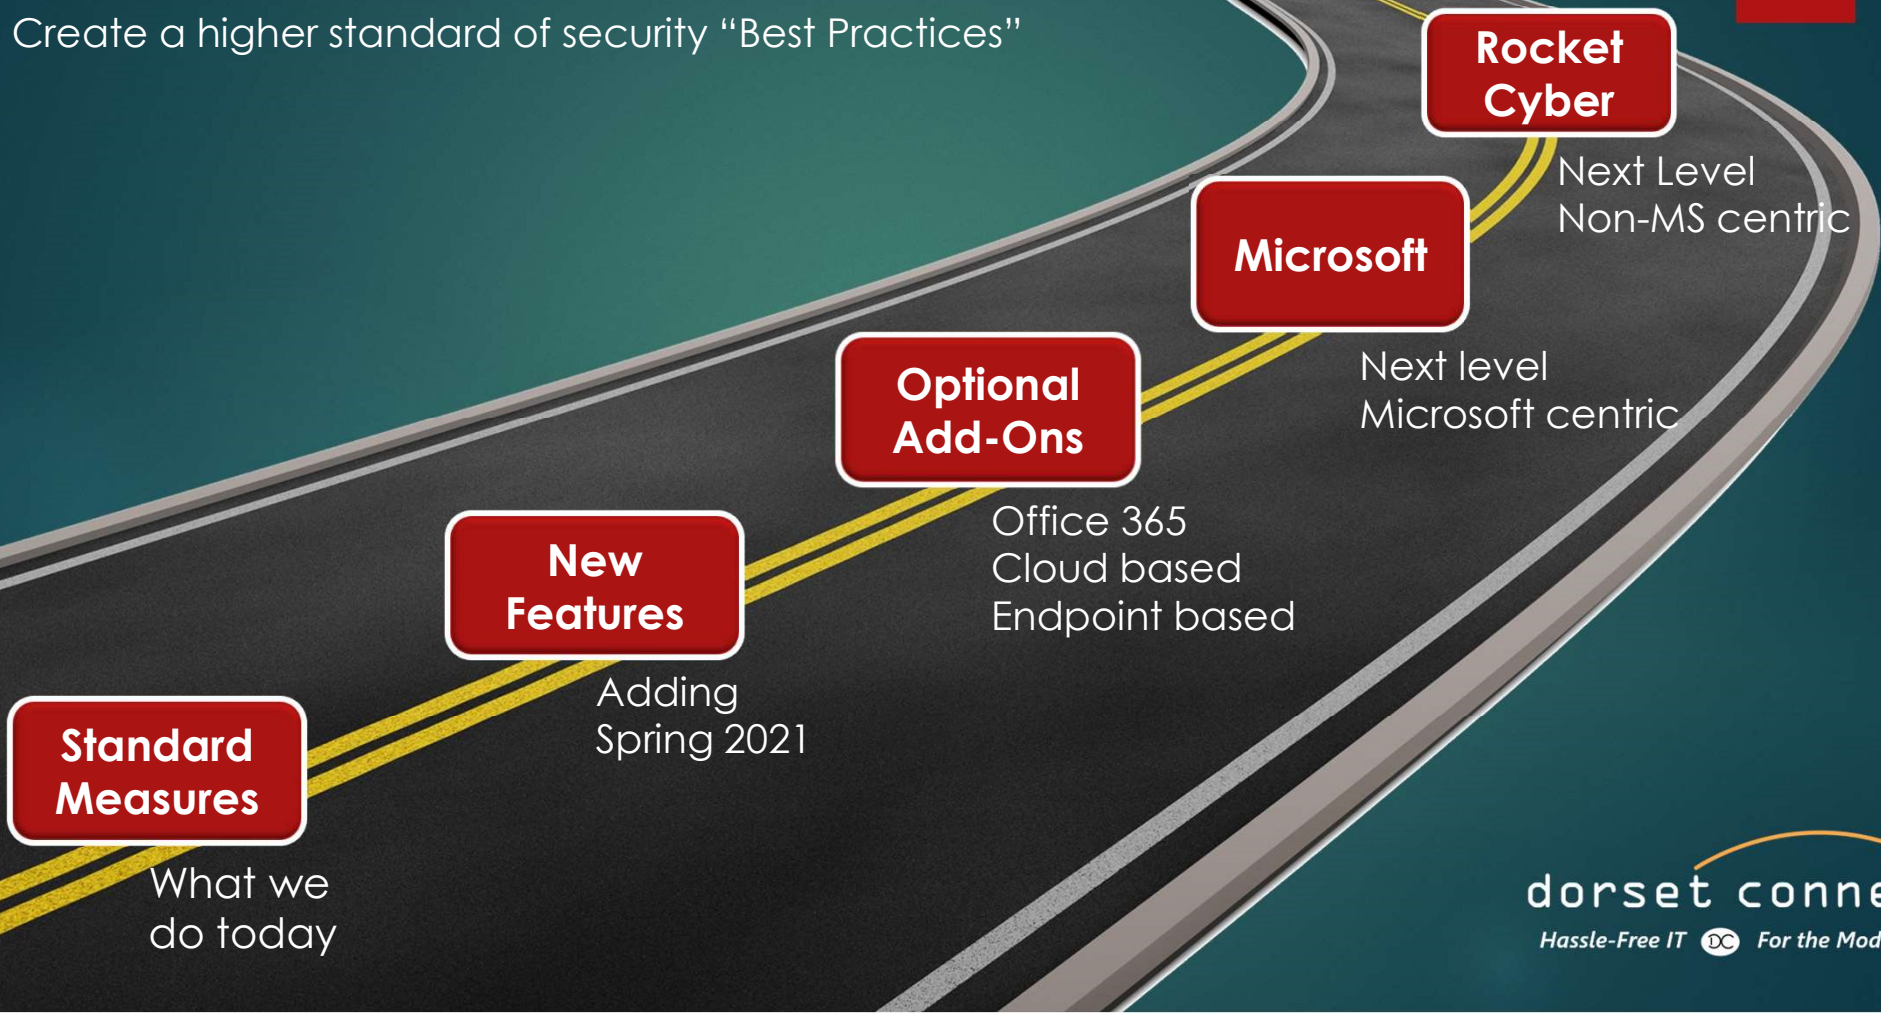 Create a higher standard of security “Best Practices”
Rocket
Cyber
Next Level
Non-MS centric
Microsoft
Next level
Microsoft centric
Optional
Add-Ons
Office 365
Cloud based
Endpoint based
New
Features
Adding
Spring 2021
Standard
Measures
What we
do today
dorset conne
Hassle-Free IT DC For the Mod